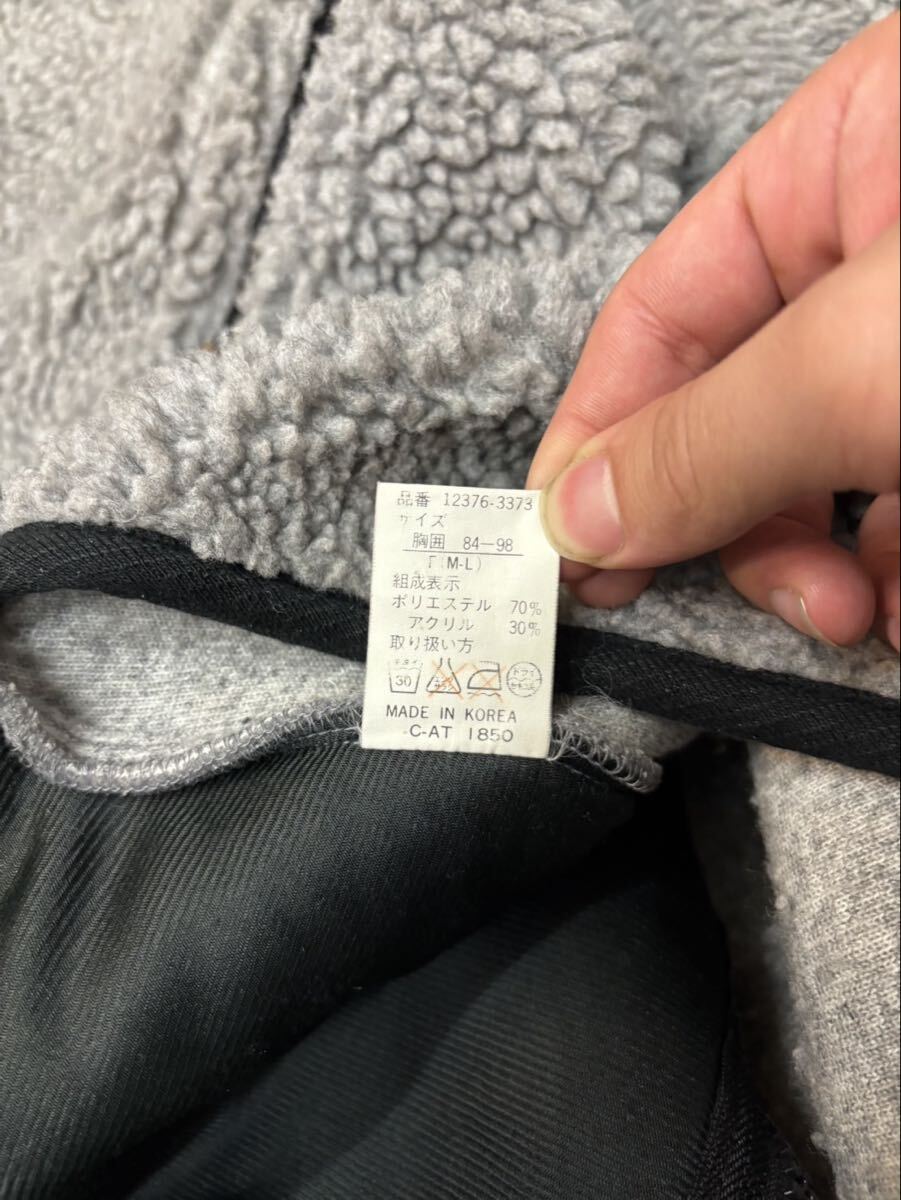 品番 12376-3373
サイズ
胸囲 84-98
(M-L)
組成表示
ポリエステル 70%
アクリル 30%
取り扱い方
30
MADE IN KOREA
C-AT 1850